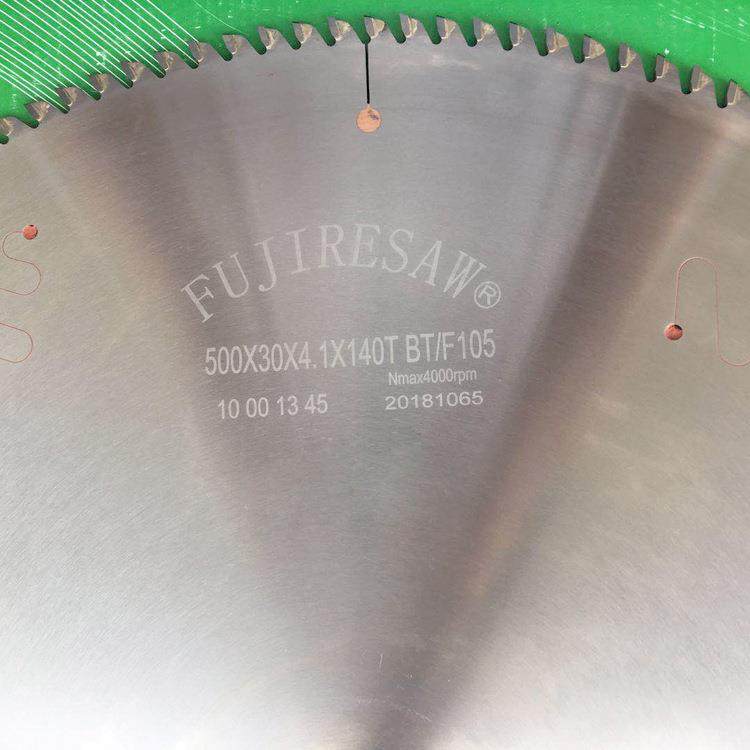 FUJIRESAW®
500X30X4.1X140T BT/F105
Nmax4000rpm
10 00 13 45 20181065